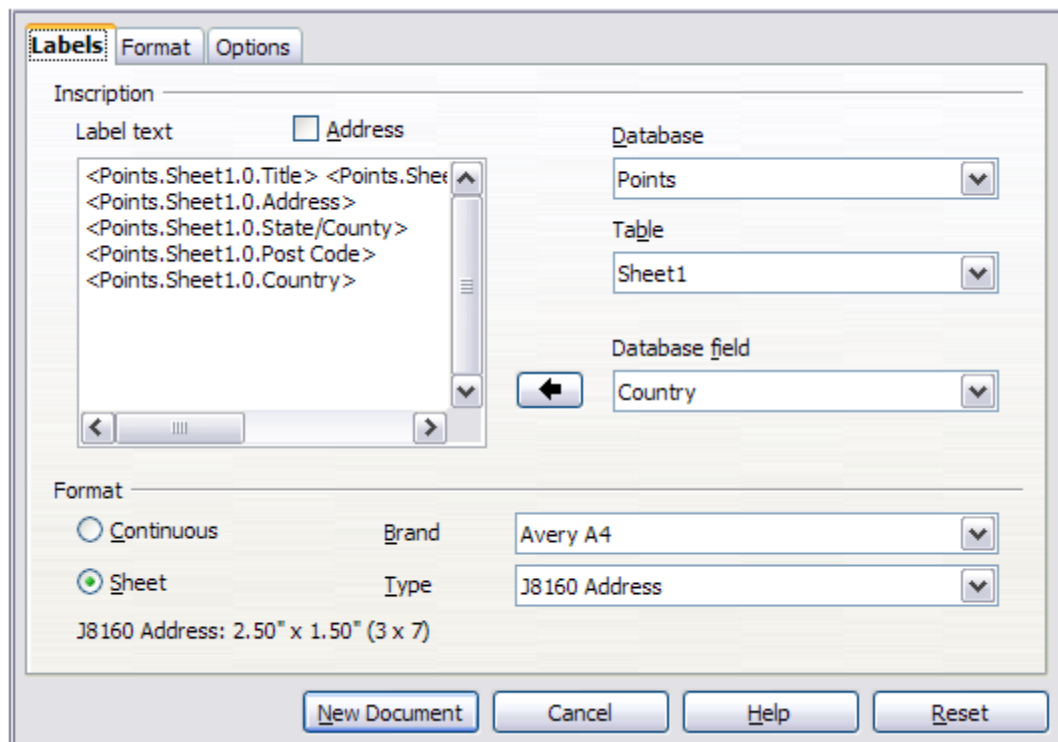 Labels Format Options
Inscription
Label text Address
Database
<Points.Sheet1.0.Title> <Points.Shee
<Points.Sheet1.0.Address>
<Points.Sheet1.0.State/County>
<Points.Sheet1.0.Post Code>
<Points.Sheet1.0.Country>
Points
Table
Sheet1
Database field
Country
Format
Continuous Brand Avery A4
Sheet Type J8160 Address
J8160 Address: 2.50" x 1.50" (3 x 7)
New Document Cancel Help Reset